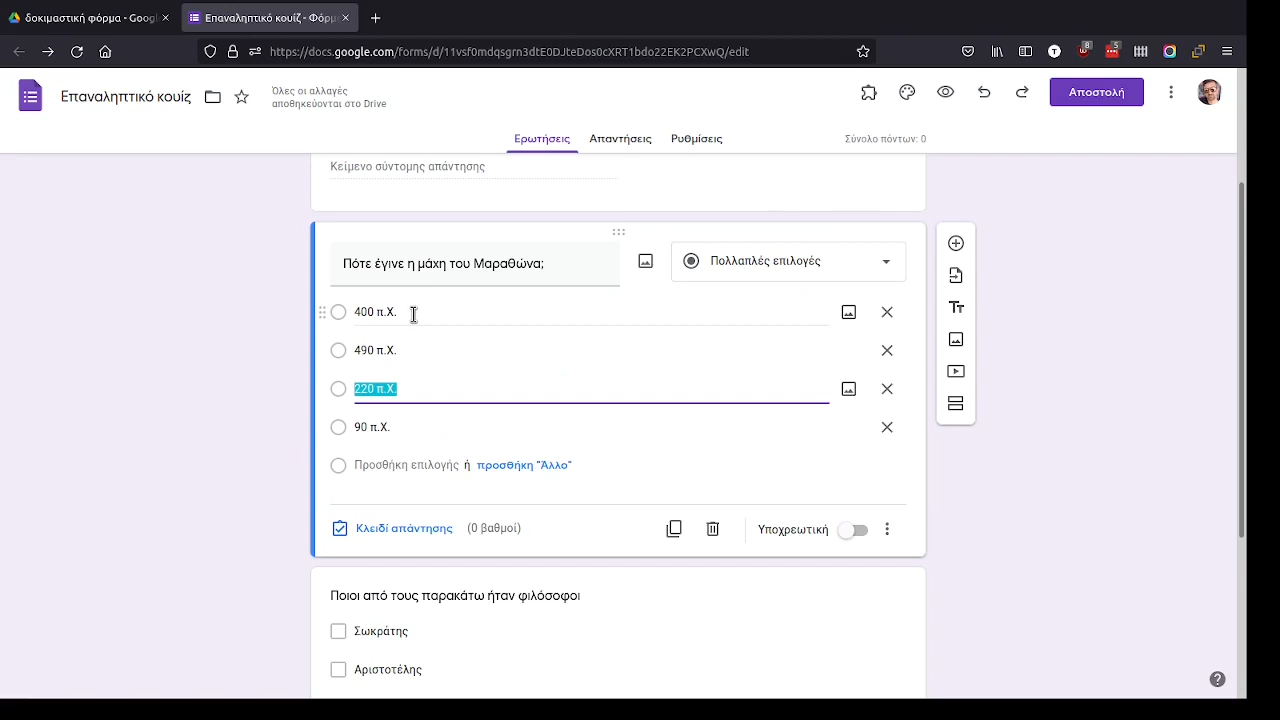 δοκιμαστική φόρμα - Googl
Επαναληπτικό κουίζ - Φόρμ
https://docs.google.com/forms/d/11vsf0mdqsgrn3dtE0DJteDos0cXRT1bdo22EK2PCXwQ/edit
8
5
Επαναληπτικό κουίζ
Όλες οι αλλαγές
αποθηκεύονται στο Drive
Αποστολή
Ερωτήσεις
Απαντήσεις
Ρυθμίσεις
Σύνολο πόντων: 0
Κείμενο σύντομης απάντησης
Πότε έγινε η μάχη του Μαραθώνα;
Πολλαπλές επιλογές
400 π.Χ.
490 π.Χ.
220 π.Χ.
90 π.Χ.
Προσθήκη επιλογής ή προσθήκη "Άλλο"
Κλειδί απάντησης (0 βαθμοί)
Υποχρεωτική
Ποιοι από τους παρακάτω ήταν φιλόσοφοι
Σωκράτης
Αριστοτέλης